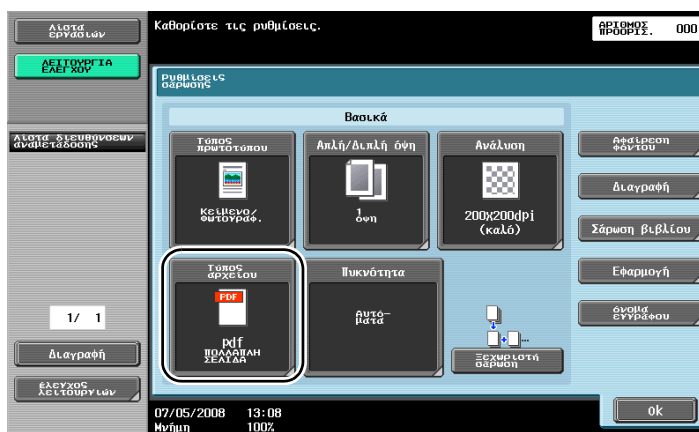 Λίστα
εργασιών
Καθορίστε τις ρυθμίσεις.
ΑΡΙΘΜΟΣ
ΠΡΟΟΡΙΣ.
000
ΛΕΙΤΟΥΡΓΙΑ
ΕΛΕΓΧΟΥ
Ρυθμίσεις
σάρωσης
Βασικά
Λίστα διευθύνσεων
αναμετάδοσης
Τύπος
πρωτοτύπου
Απλή/Διπλή όψη
Ανάλυση
Αφαίρεση
φόντου
Διαγραφή
Κείμενο/
Φωτογραφ.
1
όψη
200X200dpi
(καλό)
Σάρωση βιβλίου
Τύπος
αρχείου
Πυκνότητα
Εφαρμογή
PDF
Αυτό-
ματα
όνομα
εγγράφου
1/ 1
pdf
ΠΟΛΛΑΠΛΗ
ΣΕΛΙΔΑ
Διαγραφή
Ξεχωριστή
σάρωση
έλεγχος
λειτουργιών
07/05/2008 13:08
Μνήμη 100%
ok